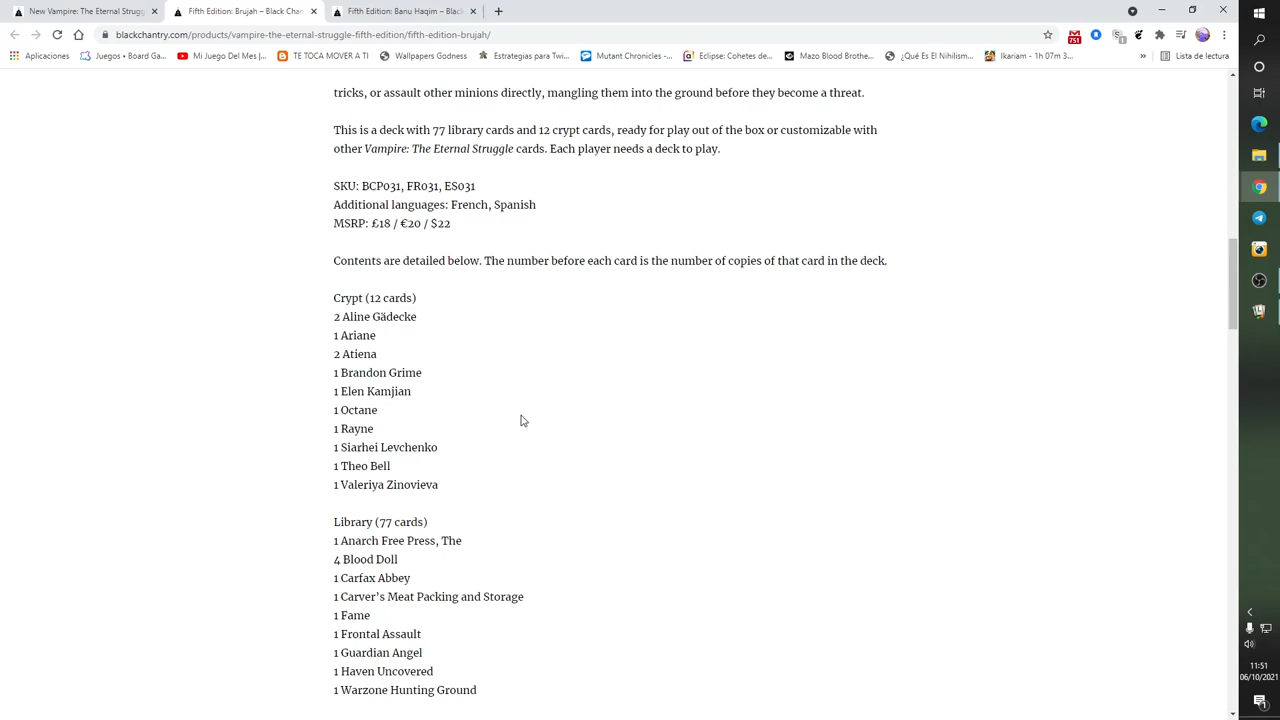 New Vampire: The Eternal Strugg
Fifth Edition: Brujah – Black Chan
Fifth Edition: Banu Haqim – Blac
blackchantry.com/products/vampire-the-eternal-struggle-fifth-edition/fifth-edition-brujah/
751
Aplicaciones
Juegos • Board Ga...
Mi Juego Del Mes |...
TE TOCA MOVER A TI
Wallpapers Godness
Estrategias para Twi...
Mutant Chronicles -...
Eclipse: Cohetes de...
Mazo Blood Brothe...
¿Qué Es El Nihilism...
Ikariam - 1h 07m 3...
»
Lista de lectura
tricks, or assault other minions directly, mangling them into the ground before they become a threat.
This is a deck with 77 library cards and 12 crypt cards, ready for play out of the box or customizable with
other Vampire: The Eternal Struggle cards. Each player needs a deck to play.
SKU: BCP031, FR031, ES031
Additional languages: French, Spanish
MSRP: £18 / €20 / $22
Contents are detailed below. The number before each card is the number of copies of that card in the deck.
Crypt (12 cards)
2 Aline Gädecke
1 Ariane
2 Atiena
1 Brandon Grime
1 Elen Kamjian
1 Octane
1 Rayne
1 Siarhei Levchenko
1 Theo Bell
1 Valeriya Zinovieva
Library (77 cards)
1 Anarch Free Press, The
4 Blood Doll
1 Carfax Abbey
1 Carver's Meat Packing and Storage
1 Fame
1 Frontal Assault
1 Guardian Angel
1 Haven Uncovered
1 Warzone Hunting Ground
11:51
06/10/2021